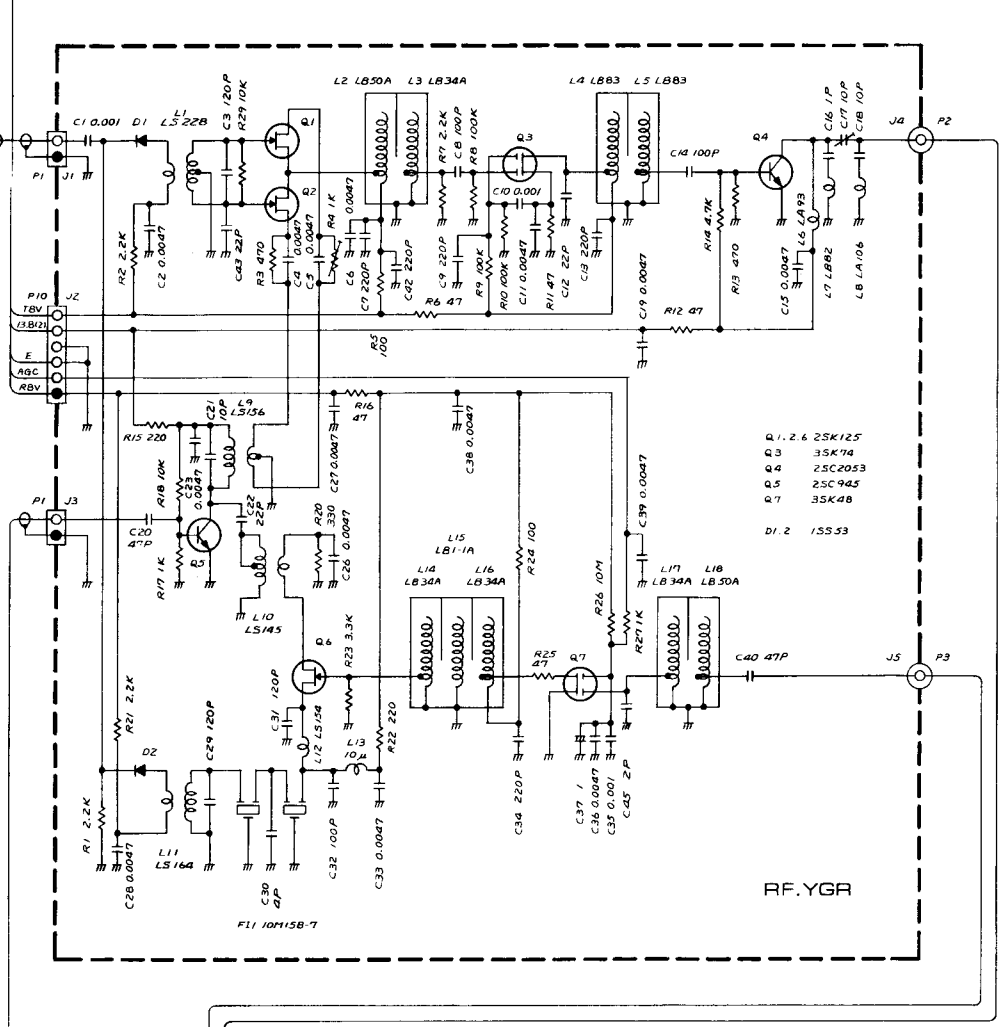 L2 LB50A L3 LB34A
L4 LB83 L5 LB83
C1 0.001
D1
L1
LS228
C3 120P
R29 10K
Q1
Q2
R7 2.2K
C8 100P
R8 100K
Q3
C10 0.001
C14 100P
Q4
C16 1P
C17 10P
C18 10P
J4
P2
P1
J1
R2 2.2K
C2 0.0047
C43 22P
R3 470
C4 0.0047
C5 0.0047
R4 1K
C6 0.0047
C7 220P
C42 220P
C9 220P
R9 100K
R10 100K
C11 0.0047
R11 47
C12 22P
C13 220P
C19 0.0047
R14 4.7K
R13 470
C15 0.0047
L6 LA93
L7 LB82
L8 LA106
P10
J2
TBV
13.B(2)
E
AGC
RBV
R6 47
R5
100
R12 47
R15 220
C21
10P
L9
LS156
R16
47
C27 0.0047
C38 0.0047
Q1.2.6 2SK125
Q3 3SK74
Q4 2SC2053
Q5 2SC945
Q7 3SK48
D1.2 1SS53
R18 10K
C23
0.0047
C22
22P
R20
330
C26 0.0047
R24 100
C39 0.0047
P1
J3
C20
47P
R17 1K
Q5
L10
LS145
L15
LB1-1A
L14
LB34A
L16
LB34A
R26 10M
R27 1K
L17
LB34A
L18
LB50A
Q6
R23 3.3K
R25
47
Q7
C40 47P
J5
P3
R21 2.2K
C31 120P
L12 LS154
L13
10μ
R22 220
C29 120P
D2
R1 2.2K
C28 0.0047
L11
LS164
C30
4P
C32 100P
C33 0.0047
C34 220P
C37 1
C36 0.0047
C35 0.001
C45 2P
F11 10M15B-7
RF.YGR